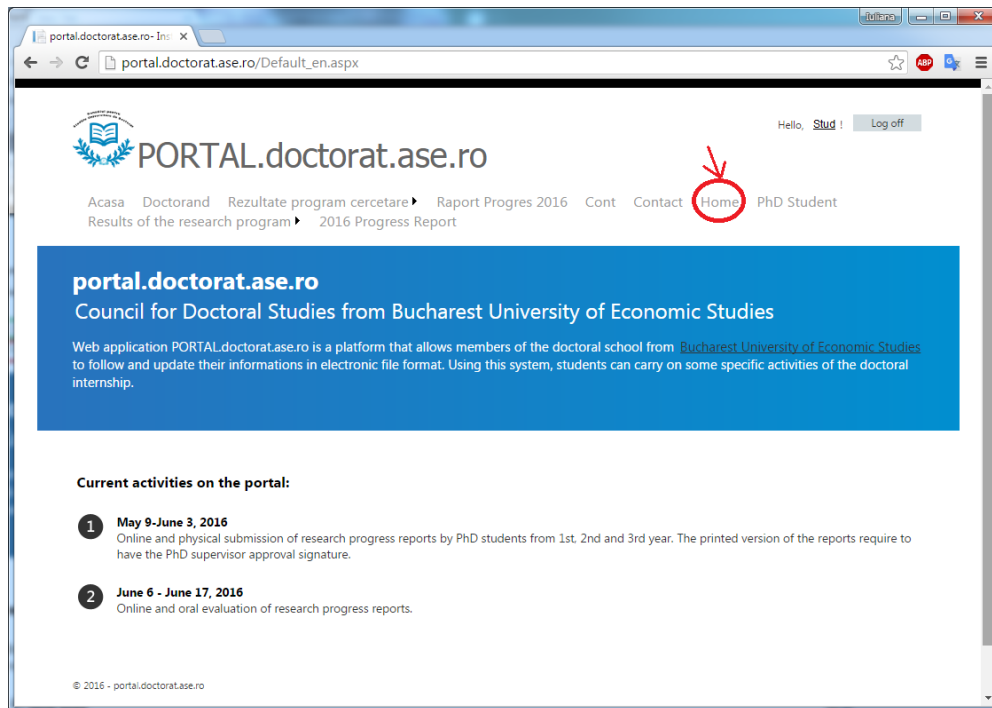 Iuliana
portal.doctorat.ase.ro- Ins
portal.doctorat.ase.ro/Default_en.aspx
ABP
Hello, Stud ! Log off
PORTAL.doctorat.ase.ro
Acasa Doctorand Rezultate program cercetare Raport Progres 2016 Cont Contact Home PhD Student
Results of the research program 2016 Progress Report
portal.doctorat.ase.ro
Council for Doctoral Studies from Bucharest University of Economic Studies
Web application PORTAL.doctorat.ase.ro is a platform that allows members of the doctoral school from Bucharest University of Economic Studies
to follow and update their informations in electronic file format. Using this system, students can carry on some specific activities of the doctoral
internship.
Current activities on the portal:
1 May 9-June 3, 2016
Online and physical submission of research progress reports by PhD students from 1st, 2nd and 3rd year. The printed version of the reports require to
have the PhD supervisor approval signature.
2 June 6 - June 17, 2016
Online and oral evaluation of research progress reports.
© 2016 - portal.doctorat.ase.ro